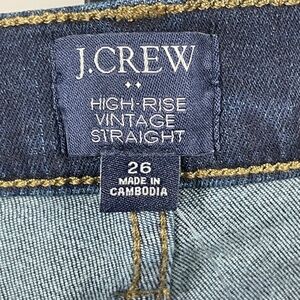 J.CREW
HIGH-RISE
VINTAGE
STRAIGHT
26
MADE IN
CAMBODIA